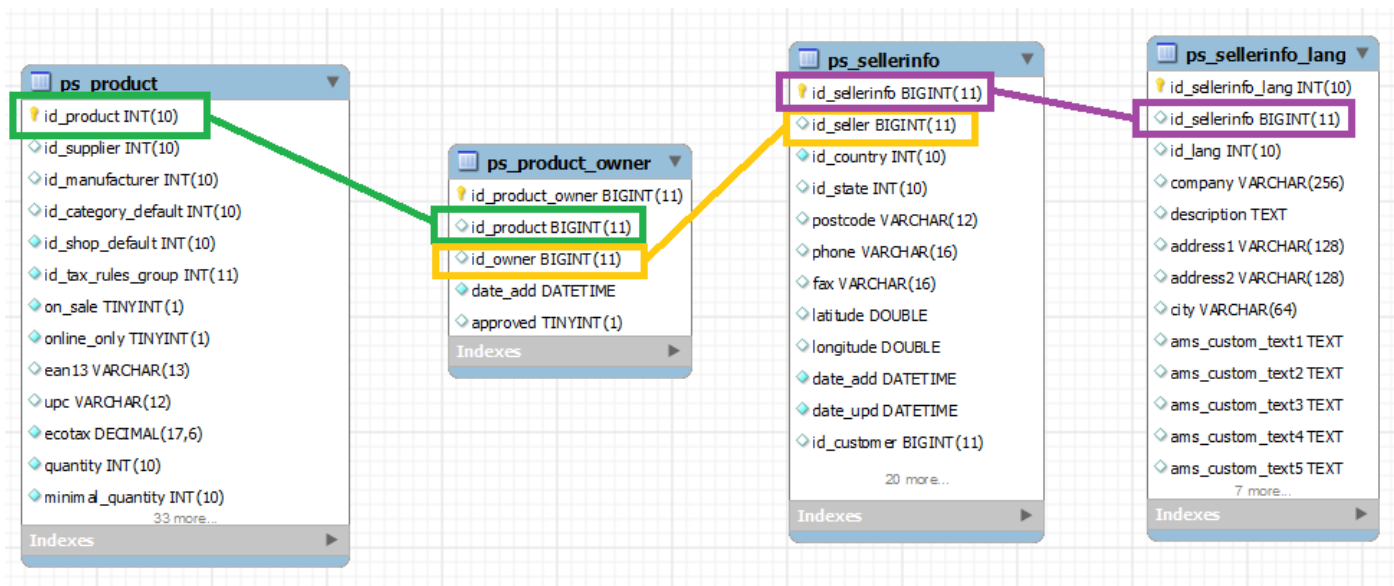 ps_product
id_product INT(10)
id_supplier INT(10)
id_manufacturer INT(10)
id_category_default INT(10)
id_shop_default INT(10)
id_tax_rules_group INT(11)
on_sale TINYINT(1)
online_only TINYINT(1)
ean13 VARCHAR(13)
upc VARCHAR(12)
ecotax DECIMAL(17,6)
quantity INT(10)
minimal_quantity INT(10)
33 more...
Indexes
ps_product_owner
id_product_owner BIGINT(11)
id_product BIGINT(11)
id_owner BIGINT(11)
date_add DATETIME
approved TINYINT(1)
Indexes
ps_sellerinfo
id_sellerinfo BIGINT(11)
id_seller BIGINT(11)
id_country INT(10)
id_state INT(10)
postcode VARCHAR(12)
phone VARCHAR(16)
fax VARCHAR(16)
latitude DOUBLE
longitude DOUBLE
date_add DATETIME
date_upd DATETIME
id_customer BIGINT(11)
20 more...
Indexes
ps_sellerinfo_lang
id_sellerinfo_lang INT(10)
id_sellerinfo BIGINT(11)
id_lang INT(10)
company VARCHAR(256)
description TEXT
address1 VARCHAR(128)
address2 VARCHAR(128)
city VARCHAR(64)
ams_custom_text1 TEXT
ams_custom_text2 TEXT
ams_custom_text3 TEXT
ams_custom_text4 TEXT
ams_custom_text5 TEXT
7 more...
Indexes